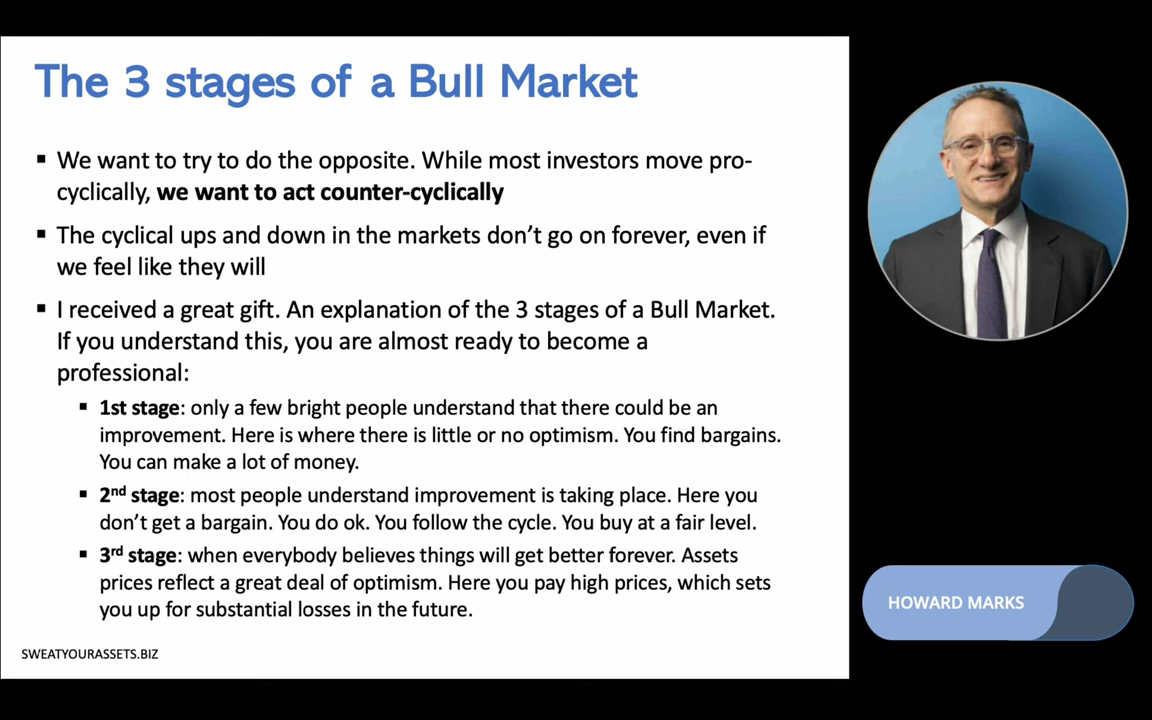 The 3 stages of a Bull Market
▪ We want to try to do the opposite. While most investors move pro-
cyclically, we want to act counter-cyclically
▪ The cyclical ups and down in the markets don’t go on forever, even if
we feel like they will
▪ I received a great gift. An explanation of the 3 stages of a Bull Market.
If you understand this, you are almost ready to become a
professional:
▪ 1st stage: only a few bright people understand that there could be an
improvement. Here is where there is little or no optimism. You find bargains.
You can make a lot of money.
▪ 2nd stage: most people understand improvement is taking place. Here you
don’t get a bargain. You do ok. You follow the cycle. You buy at a fair level.
▪ 3rd stage: when everybody believes things will get better forever. Assets
prices reflect a great deal of optimism. Here you pay high prices, which sets
you up for substantial losses in the future.
SWEATYOURASSETS.BIZ
HOWARD MARKS